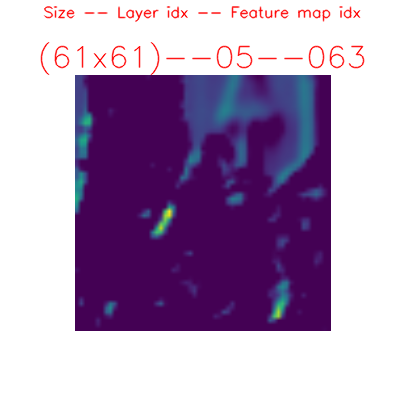 Size -- Layer idx -- Feature map idx
(61x61)--05--063